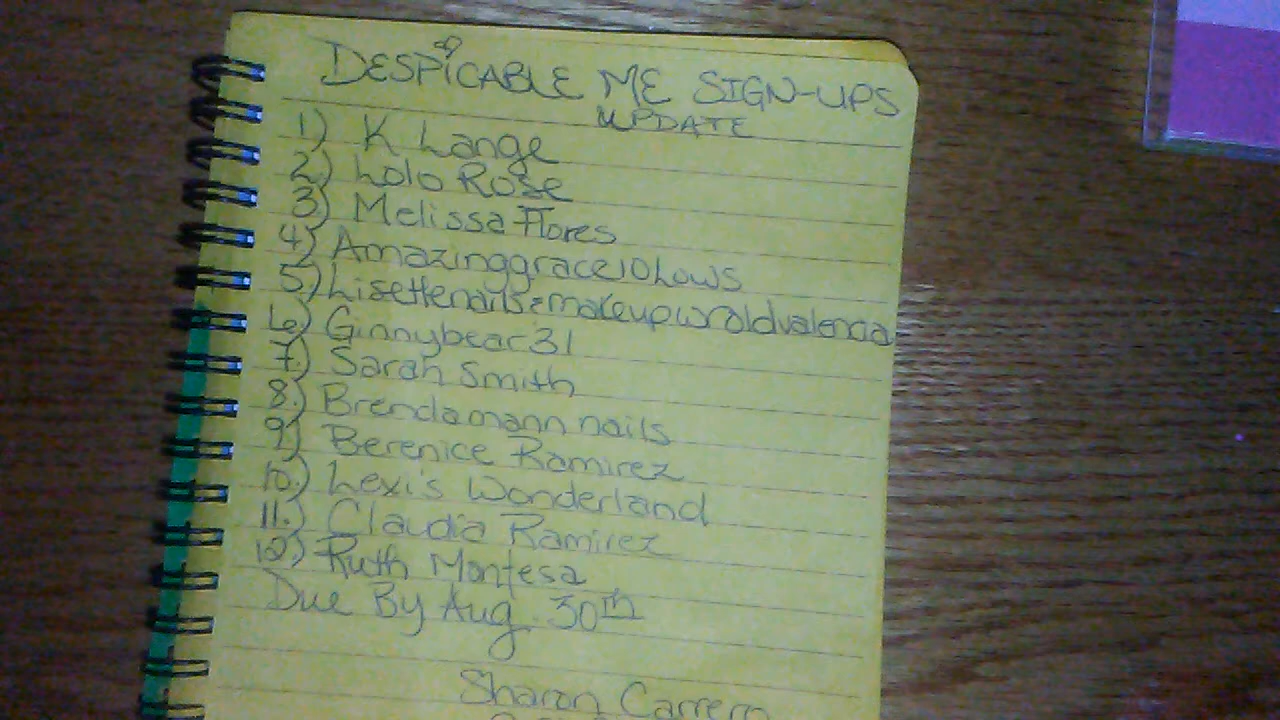 DESPiCABLE ME SIGN-UPS
UPDATE
1) K Lange
2) Lolo Rose
3) Melissa Flores
4) Amazinggrace10Lows
5) Lisettenails&makeupwroldvalencia
6) Ginnybear31
7.) Sarah Smith
8.) Brendamann nails
9.) Berenice Ramirez
10.) Lexi's Wonderland
11.) Claudia Ramirez
12.) Ruth Montesa
Due By Aug. 30th
Sharon Carrero